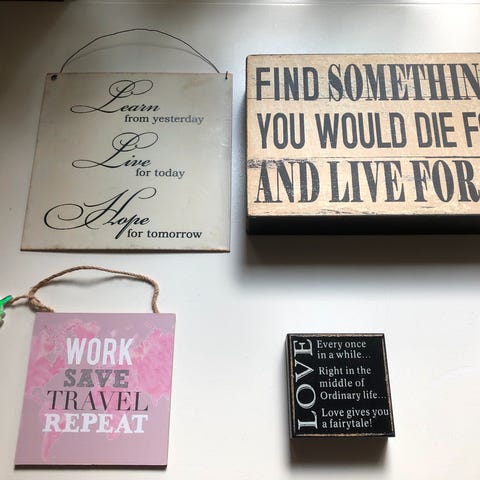 Learn
from yesterday
Live
for today
Hope
for tomorrow
FIND SOMETHIN
YOU WOULD DIE F
AND LIVE FOR
WORK
SAVE
TRAVEL
REPEAT
LOVE
Every once
in a while...
Right in the
middle of
Ordinary life...
Love gives you
a fairytale!